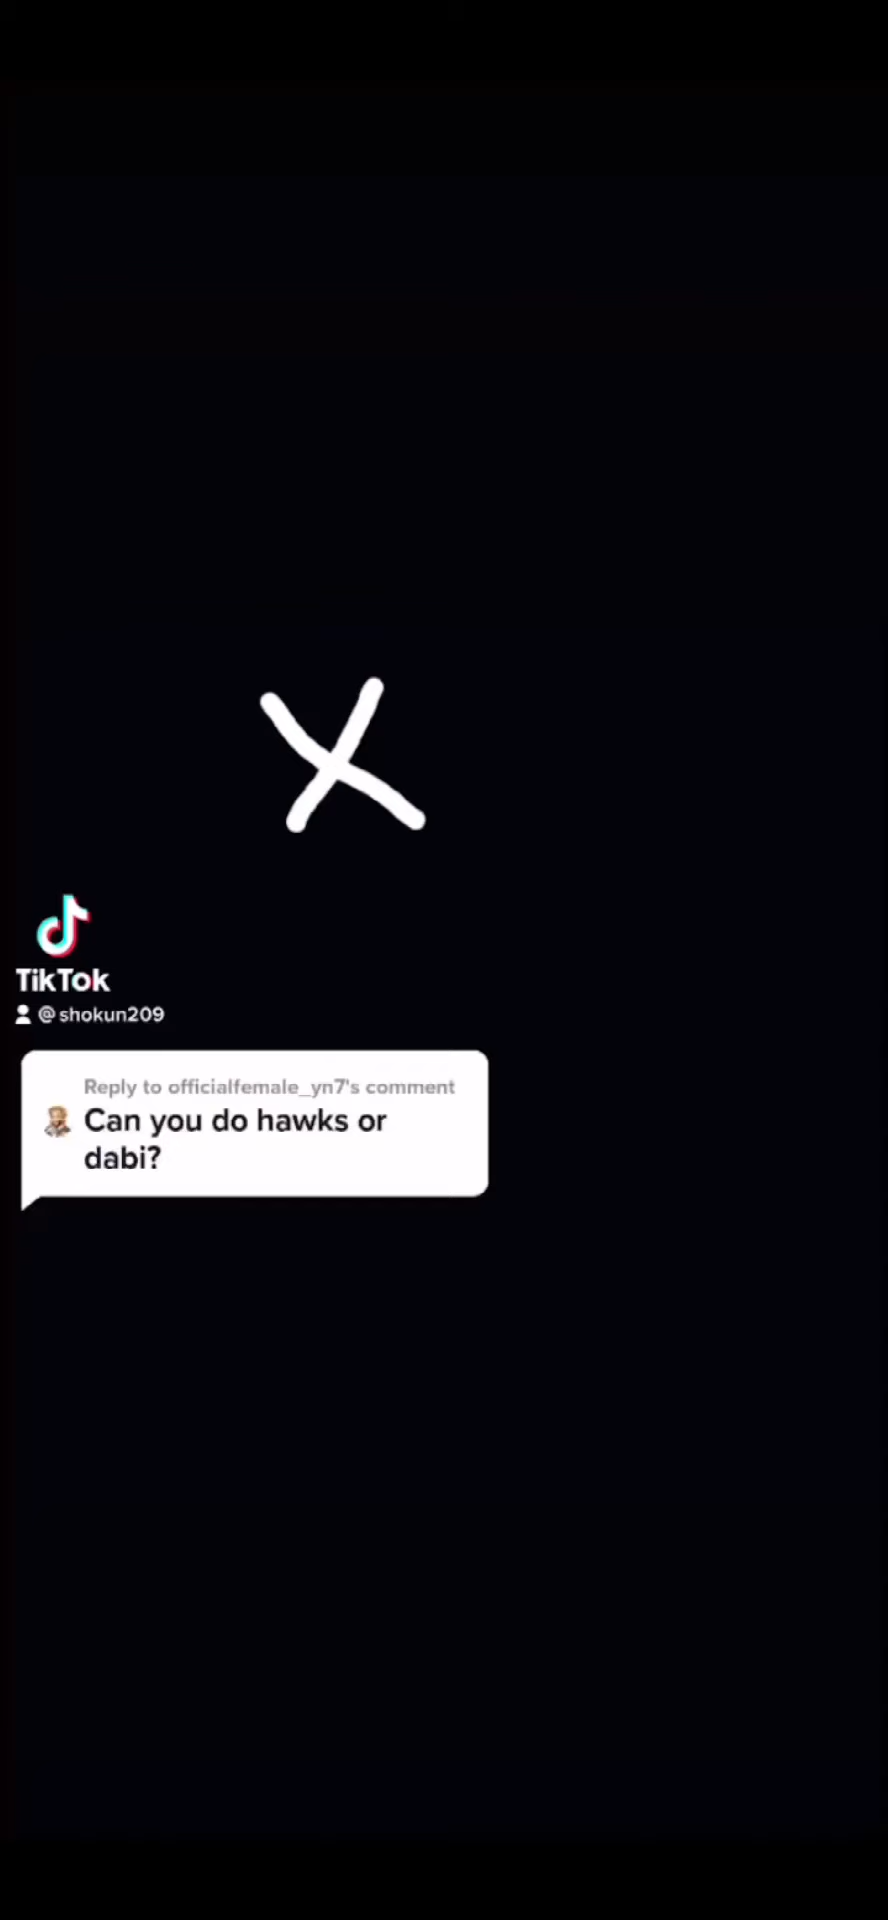 X
TikTok
@shokun209
Reply to officialfemale_yn7's comment
Can you do hawks or
dabi?